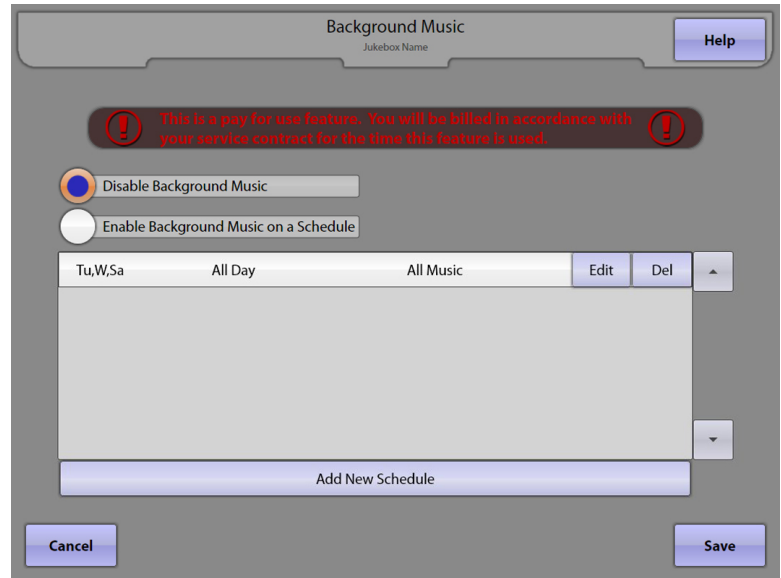 Background Music
Jukebox Name
Help
This is a pay for use feature. You will be billed in accordance with
your service contract for the time this feature is used.
Disable Background Music
Enable Background Music on a Schedule
Tu,W,Sa All Day All Music Edit Del
Add New Schedule
Cancel Save